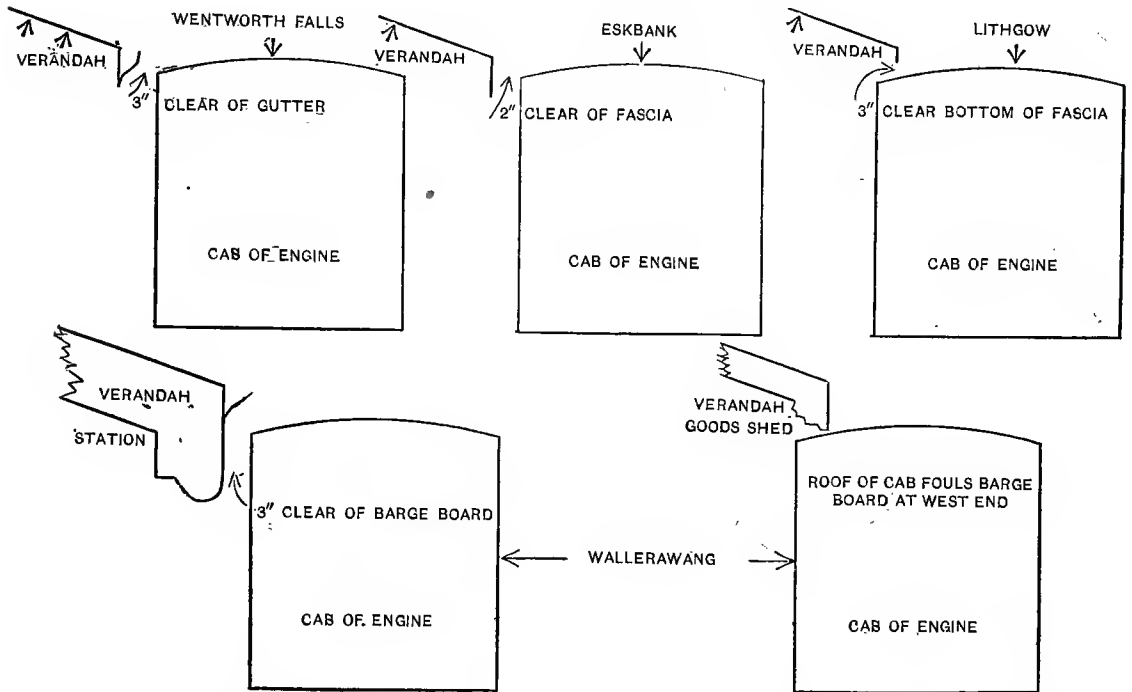 WENTWORTH FALLS
VERANDAH
3" CLEAR OF GUTTER
CAB OF ENGINE
ESKBANK
VERANDAH
2" CLEAR OF FASCIA
CAB OF ENGINE
LITHGOW
VERANDAH
3" CLEAR BOTTOM OF FASCIA
CAB OF ENGINE
VERANDAH
STATION
3" CLEAR OF BARGE BOARD
CAB OF ENGINE
WALLERAWANG
VERANDAH
GOODS SHED
ROOF OF CAB FOULS BARGE
BOARD AT WEST END
CAB OF ENGINE